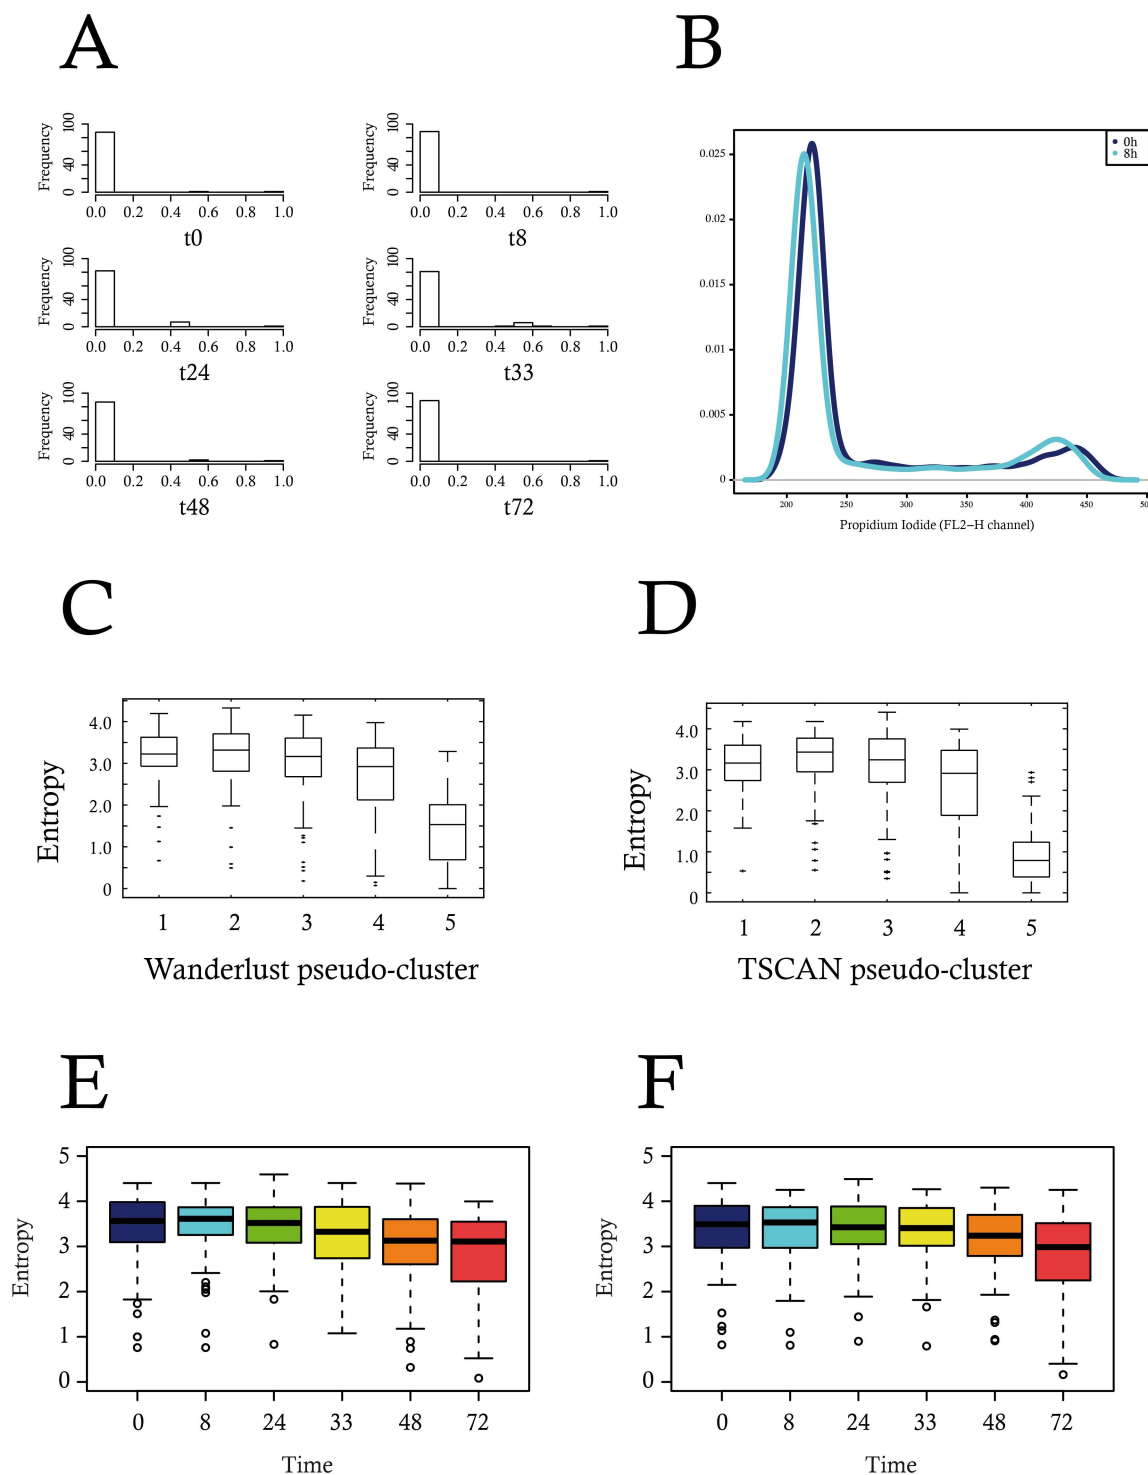 A
B
Frequency
0 40 100
0.0 0.2 0.4 0.6 0.8 1.0
t0
Frequency
0 40 100
0.0 0.2 0.4 0.6 0.8 1.0
t8
Frequency
0 40 100
0.0 0.2 0.4 0.6 0.8 1.0
t24
Frequency
0 40 100
0.0 0.2 0.4 0.6 0.8 1.0
t33
Frequency
0 40 100
0.0 0.2 0.4 0.6 0.8 1.0
t48
Frequency
0 40 100
0.0 0.2 0.4 0.6 0.8 1.0
t72
0h
8h
0.025
0.02
0.015
0.01
0.005
0
200 250 300 350 400 450
Propidium Iodide (FL2−H channel)
C
Entropy
4.0
3.0
2.0
1.0
0
1 2 3 4 5
Wanderlust pseudo-cluster
D
Entropy
4.0
3.0
2.0
1.0
0
1 2 3 4 5
TSCAN pseudo-cluster
E
Entropy
5
4
3
2
1
0
0 8 24 33 48 72
Time
F
Entropy
5
4
3
2
1
0
0 8 24 33 48 72
Time